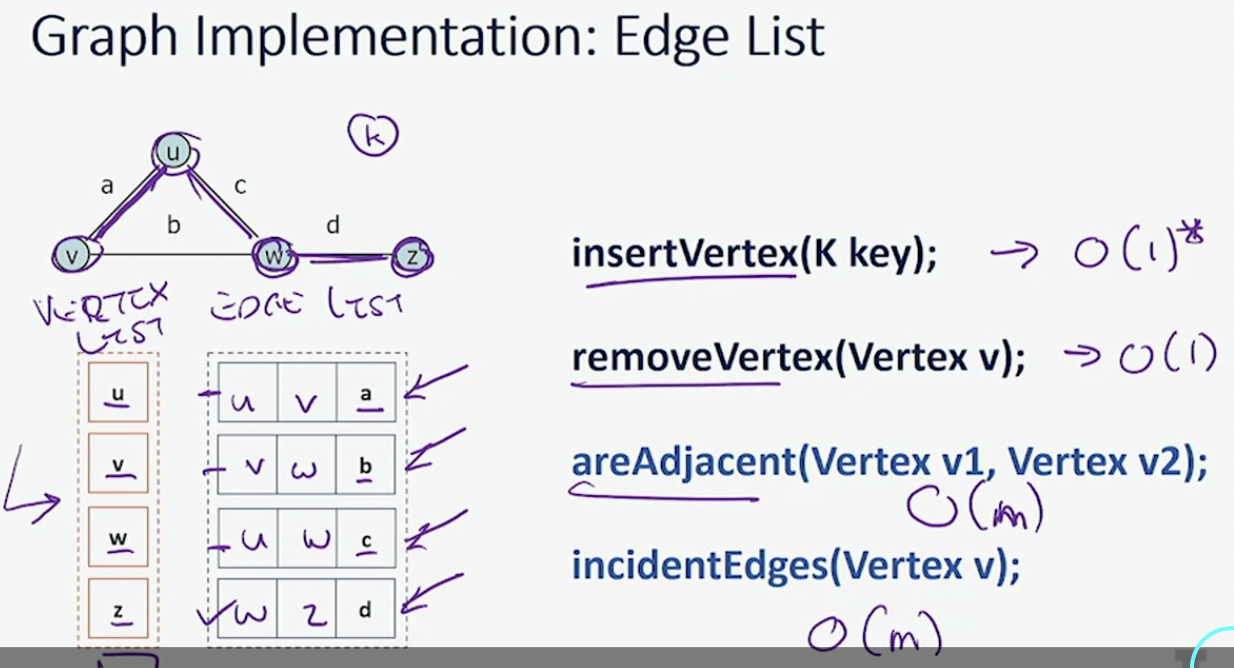 Graph Implementation: Edge List
u
k
a
c
b
d
v
w
z
VERTEX
LIST
EDGE LIST
u
u v a
v
v w b
w
u w c
z
w z d
insertVertex(K key); → O(1)*
removeVertex(Vertex v); → O(1)
areAdjacent(Vertex v1, Vertex v2);
O(m)
incidentEdges(Vertex v);
O(m)